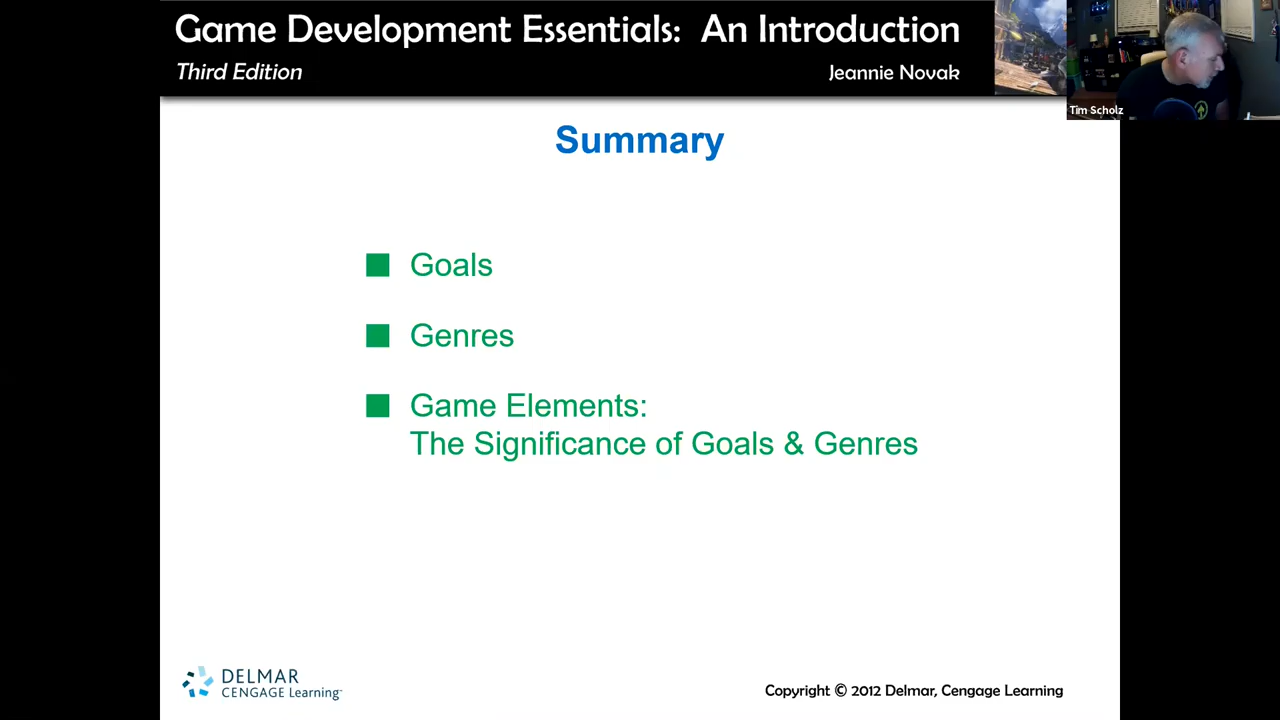 Game Development Essentials: An Introduction
Third Edition
Jeannie Novak
Tim Scholz
Summary
Goals
Genres
Game Elements:
The Significance of Goals & Genres
DELMAR
CENGAGE Learning™
Copyright © 2012 Delmar, Cengage Learning